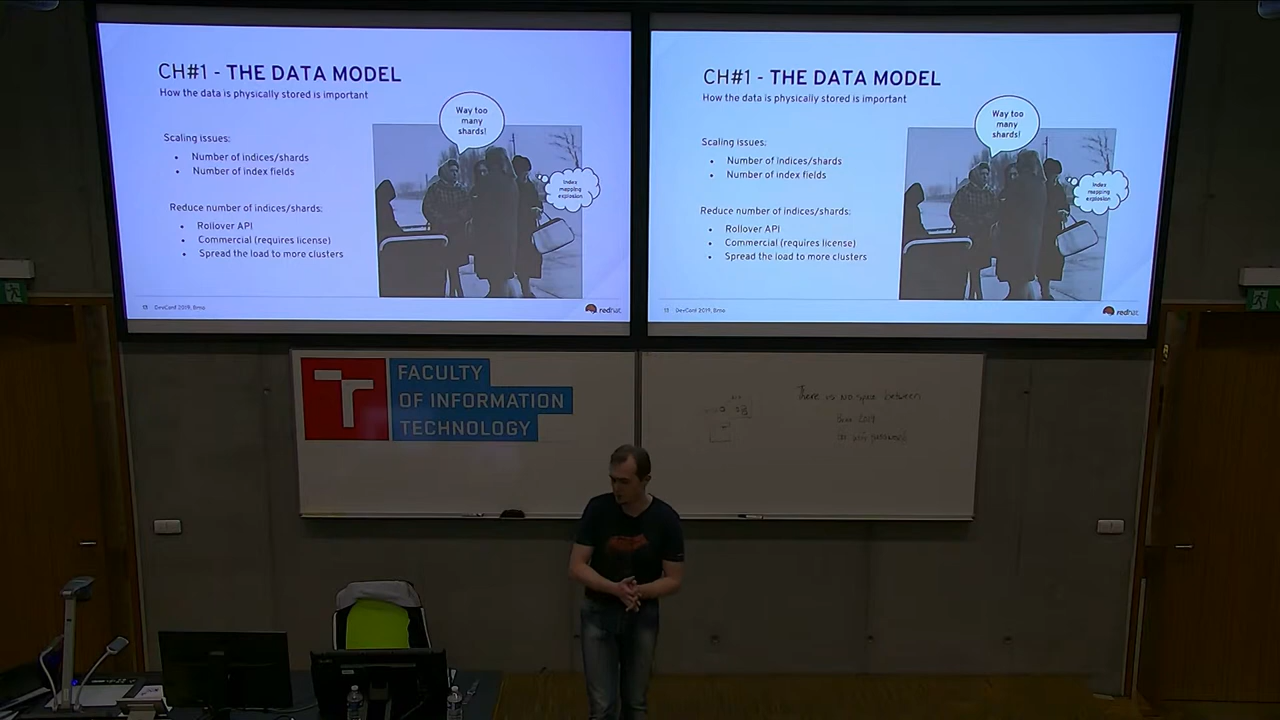 CH#1 - THE DATA MODEL
How the data is physically stored is important
Way too
many
shards!
Scaling issues:
• Number of indices/shards
• Number of index fields
Index
mapping
explosion
Reduce number of indices/shards:
• Rollover API
• Commercial (requires license)
• Spread the load to more clusters
13 DevConf 2019, Brno
redhat
CH#1 - THE DATA MODEL
How the data is physically stored is important
Way too
many
shards!
Scaling issues:
• Number of indices/shards
• Number of index fields
Index
mapping
explosion
Reduce number of indices/shards:
• Rollover API
• Commercial (requires license)
• Spread the load to more clusters
13 DevConf 2019, Brno
redhat
FACULTY
OF INFORMATION
TECHNOLOGY
There is no space between